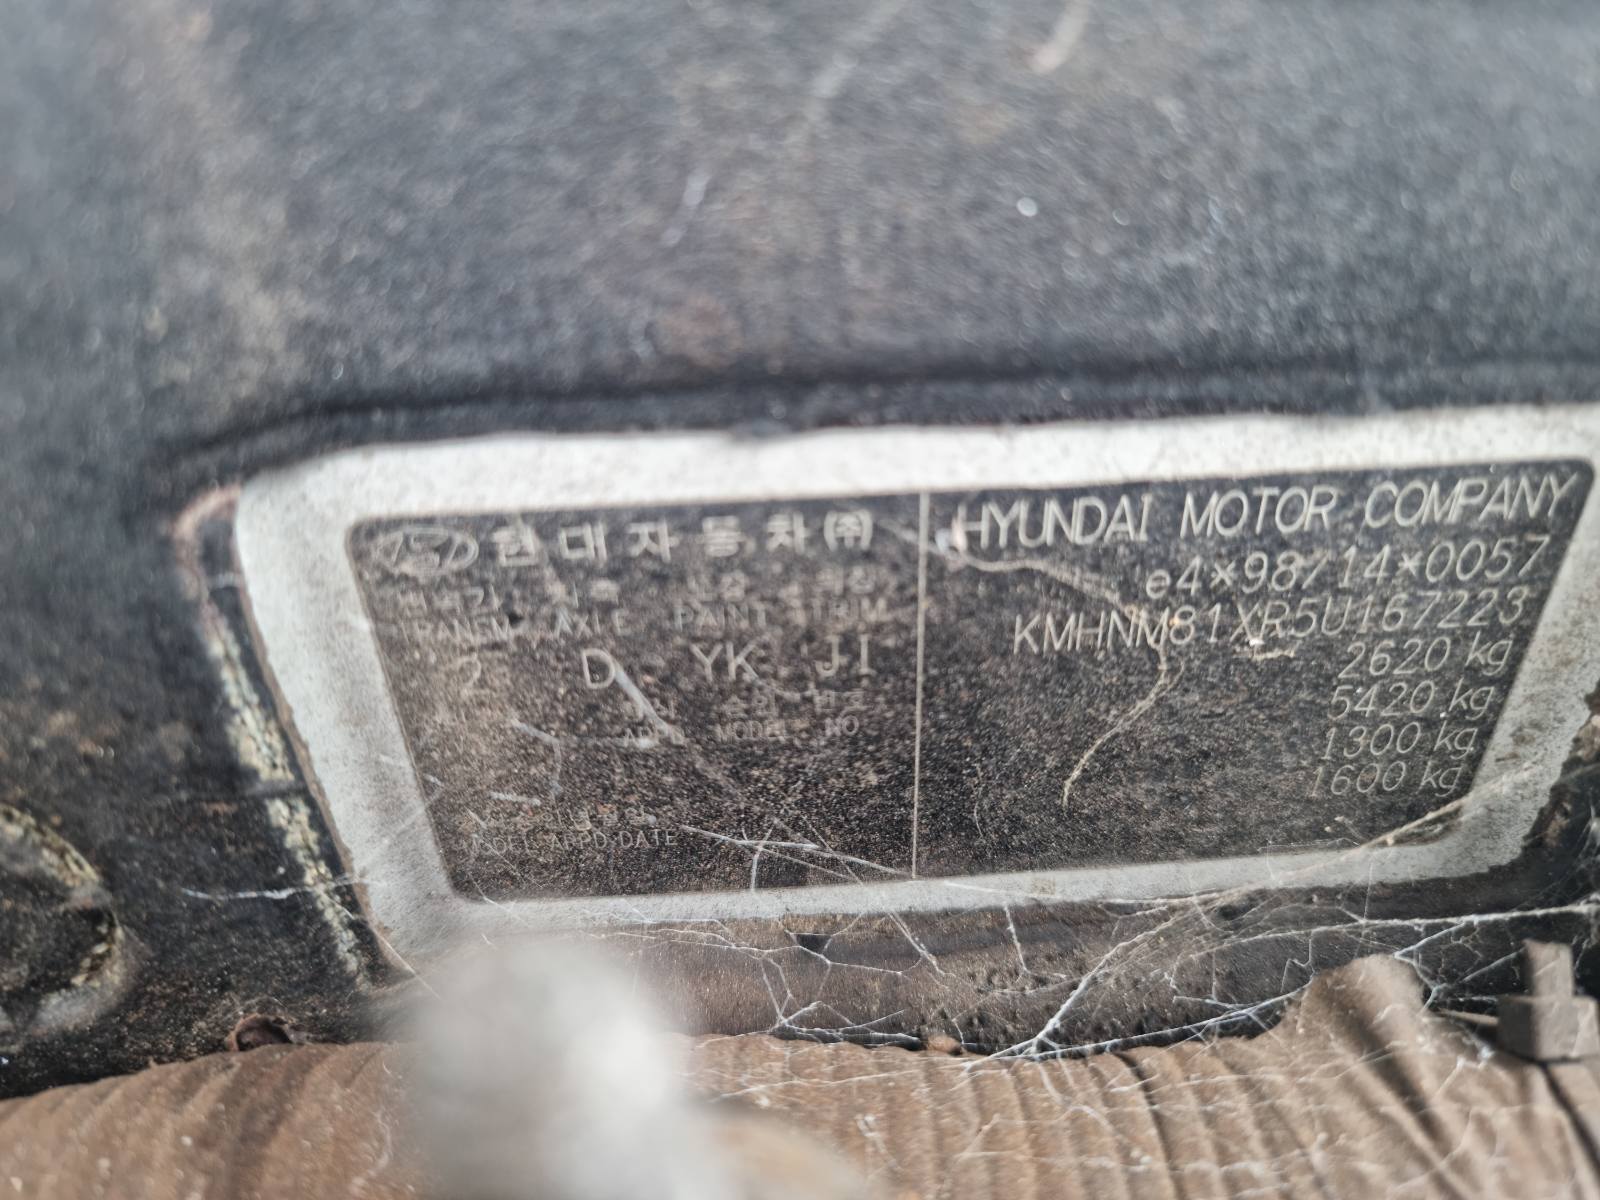 현대자동차(주)
AXLE PAINT TRIM
2 D YK JI
APPD MODEL NO
MODEL APPD.DATE
HYUNDAI MOTOR COMPANY
e4*98/14*0057
KMHNM81XR5U167223
2620 kg
5420 kg
1300 kg
1600 kg